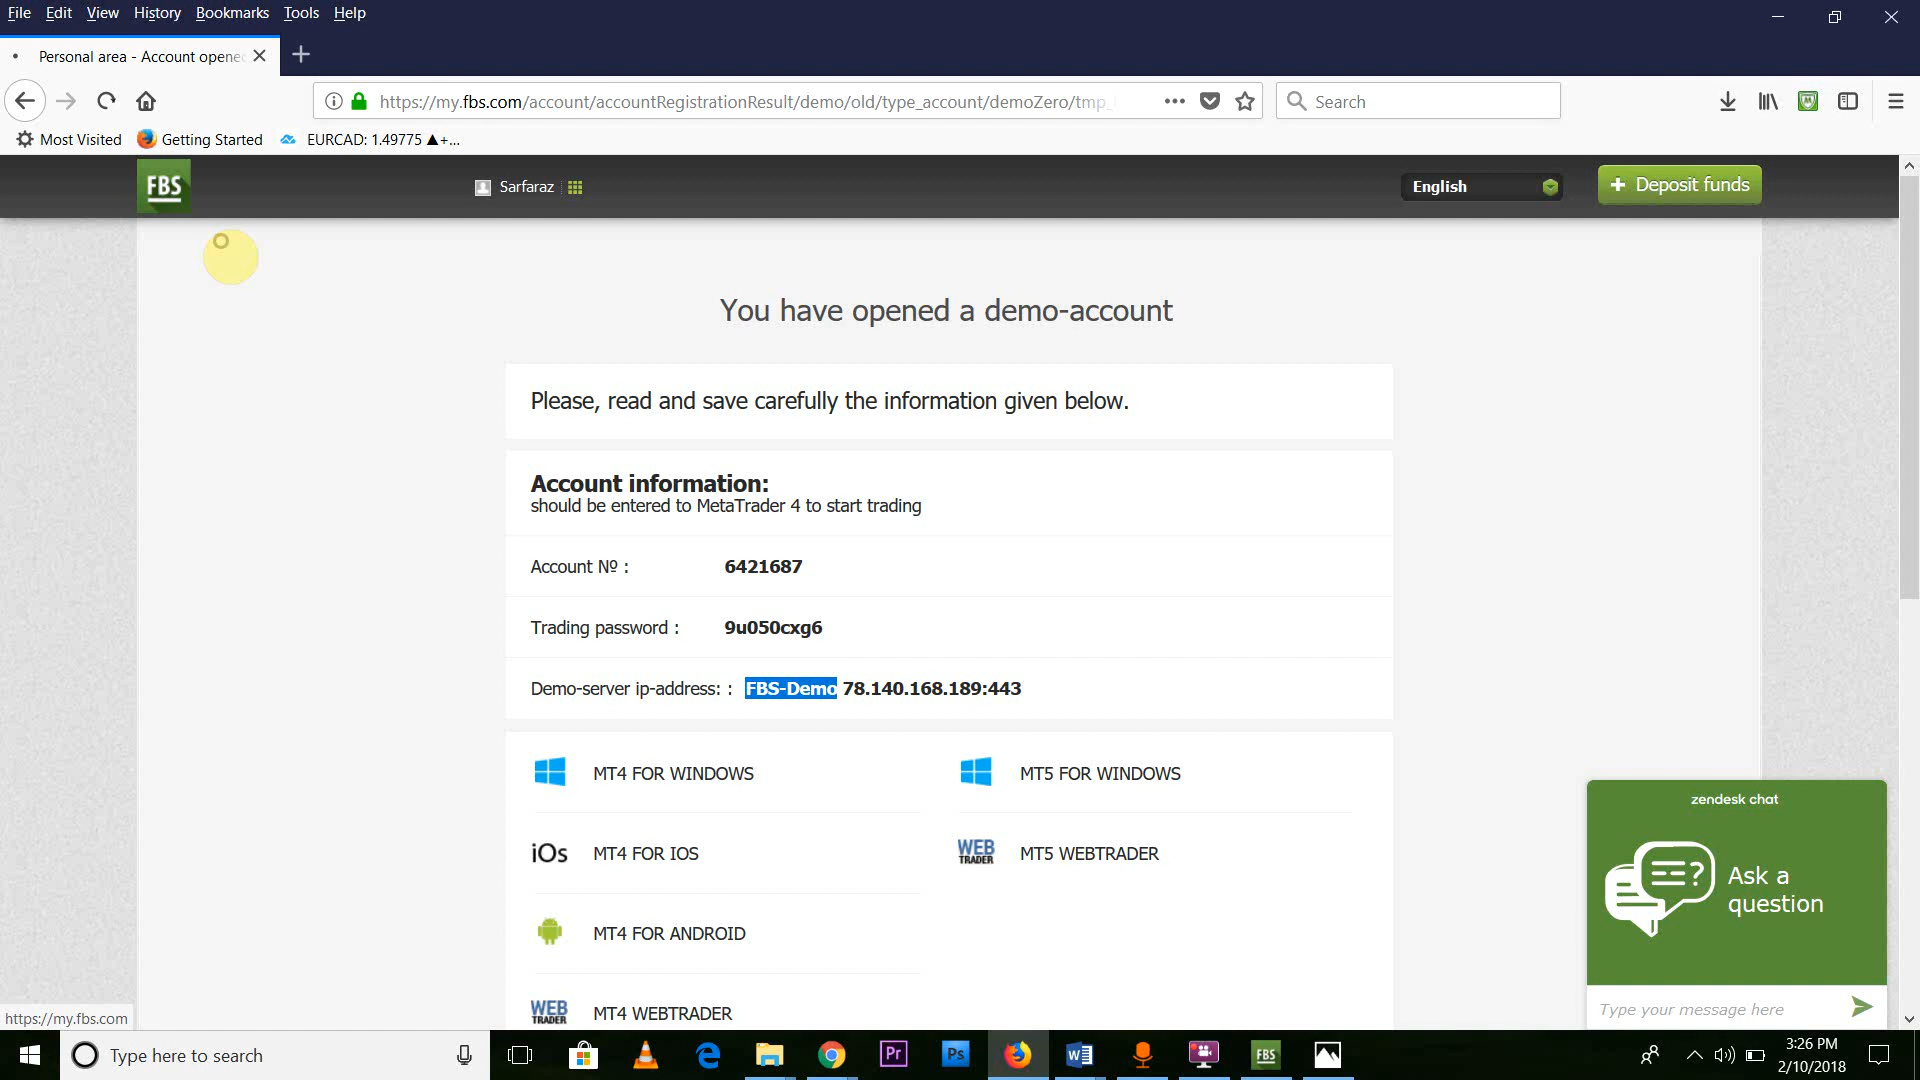 File Edit View History Bookmarks Tools Help
Personal area - Account opened
https://my.fbs.com/account/accountRegistrationResult/demo/old/type_account/demoZero/tmp_
Search
Most Visited Getting Started EURCAD: 1.49775 ▲+...
FBS
Sarfaraz
English
+ Deposit funds
You have opened a demo-account
Please, read and save carefully the information given below.
Account information:
should be entered to MetaTrader 4 to start trading
Account Nº : 6421687
Trading password : 9u050cxg6
Demo-server ip-address: : FBS-Demo 78.140.168.189:443
MT4 FOR WINDOWS
MT5 FOR WINDOWS
iOs MT4 FOR IOS
WEB TRADER MT5 WEBTRADER
MT4 FOR ANDROID
WEB TRADER MT4 WEBTRADER
zendesk chat
Ask a
question
Type your message here
https://my.fbs.com
Type here to search
Pr
Ps
FBS
3:26 PM
2/10/2018